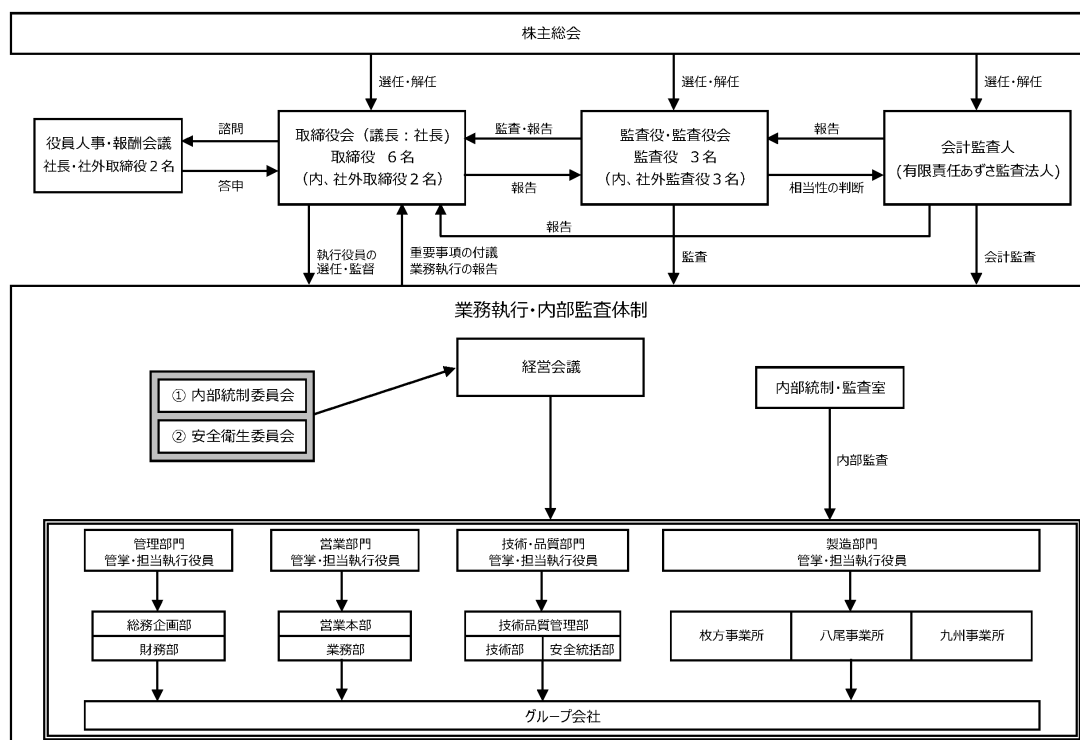 株主総会
選任・解任
選任・解任
選任・解任
役員人事・報酬会議
社長・社外取締役2名
諮問
答申
取締役会（議長：社長）
取締役　6名
（内、社外取締役2名）
監査・報告
報告
監査役・監査役会
監査役　3名
（内、社外監査役3名）
報告
相当性の判断
会計監査人
(有限責任あずさ監査法人)
報告
執行役員の
選任・監督
重要事項の付議
業務執行の報告
監査
会計監査
業務執行・内部監査体制
経営会議
① 内部統制委員会
② 安全衛生委員会
内部統制・監査室
内部監査
管理部門
管掌・担当執行役員
営業部門
管掌・担当執行役員
技術・品質部門
管掌・担当執行役員
製造部門
管掌・担当執行役員
総務企画部
財務部
営業本部
業務部
技術品質管理部
技術部
安全統括部
枚方事業所
八尾事業所
九州事業所
グループ会社